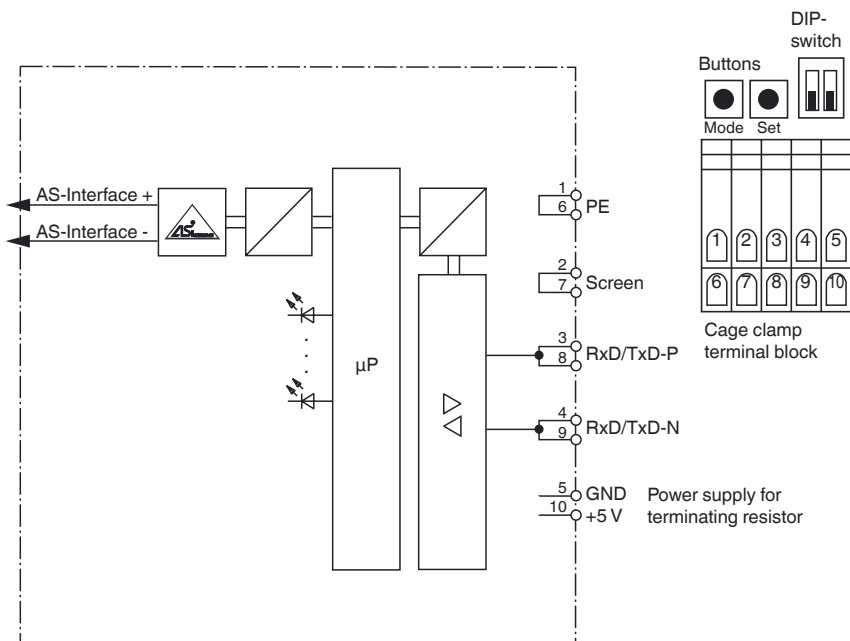 DIP-
switch
Buttons
Mode Set
AS-Interface +
AS-Interface -
µP
1
6
PE
2
7
Screen
3
8
RxD/TxD-P
4
9
RxD/TxD-N
5
GND
10
+5 V
Power supply for
terminating resistor
1 2 3 4 5
6 7 8 9 10
Cage clamp
terminal block